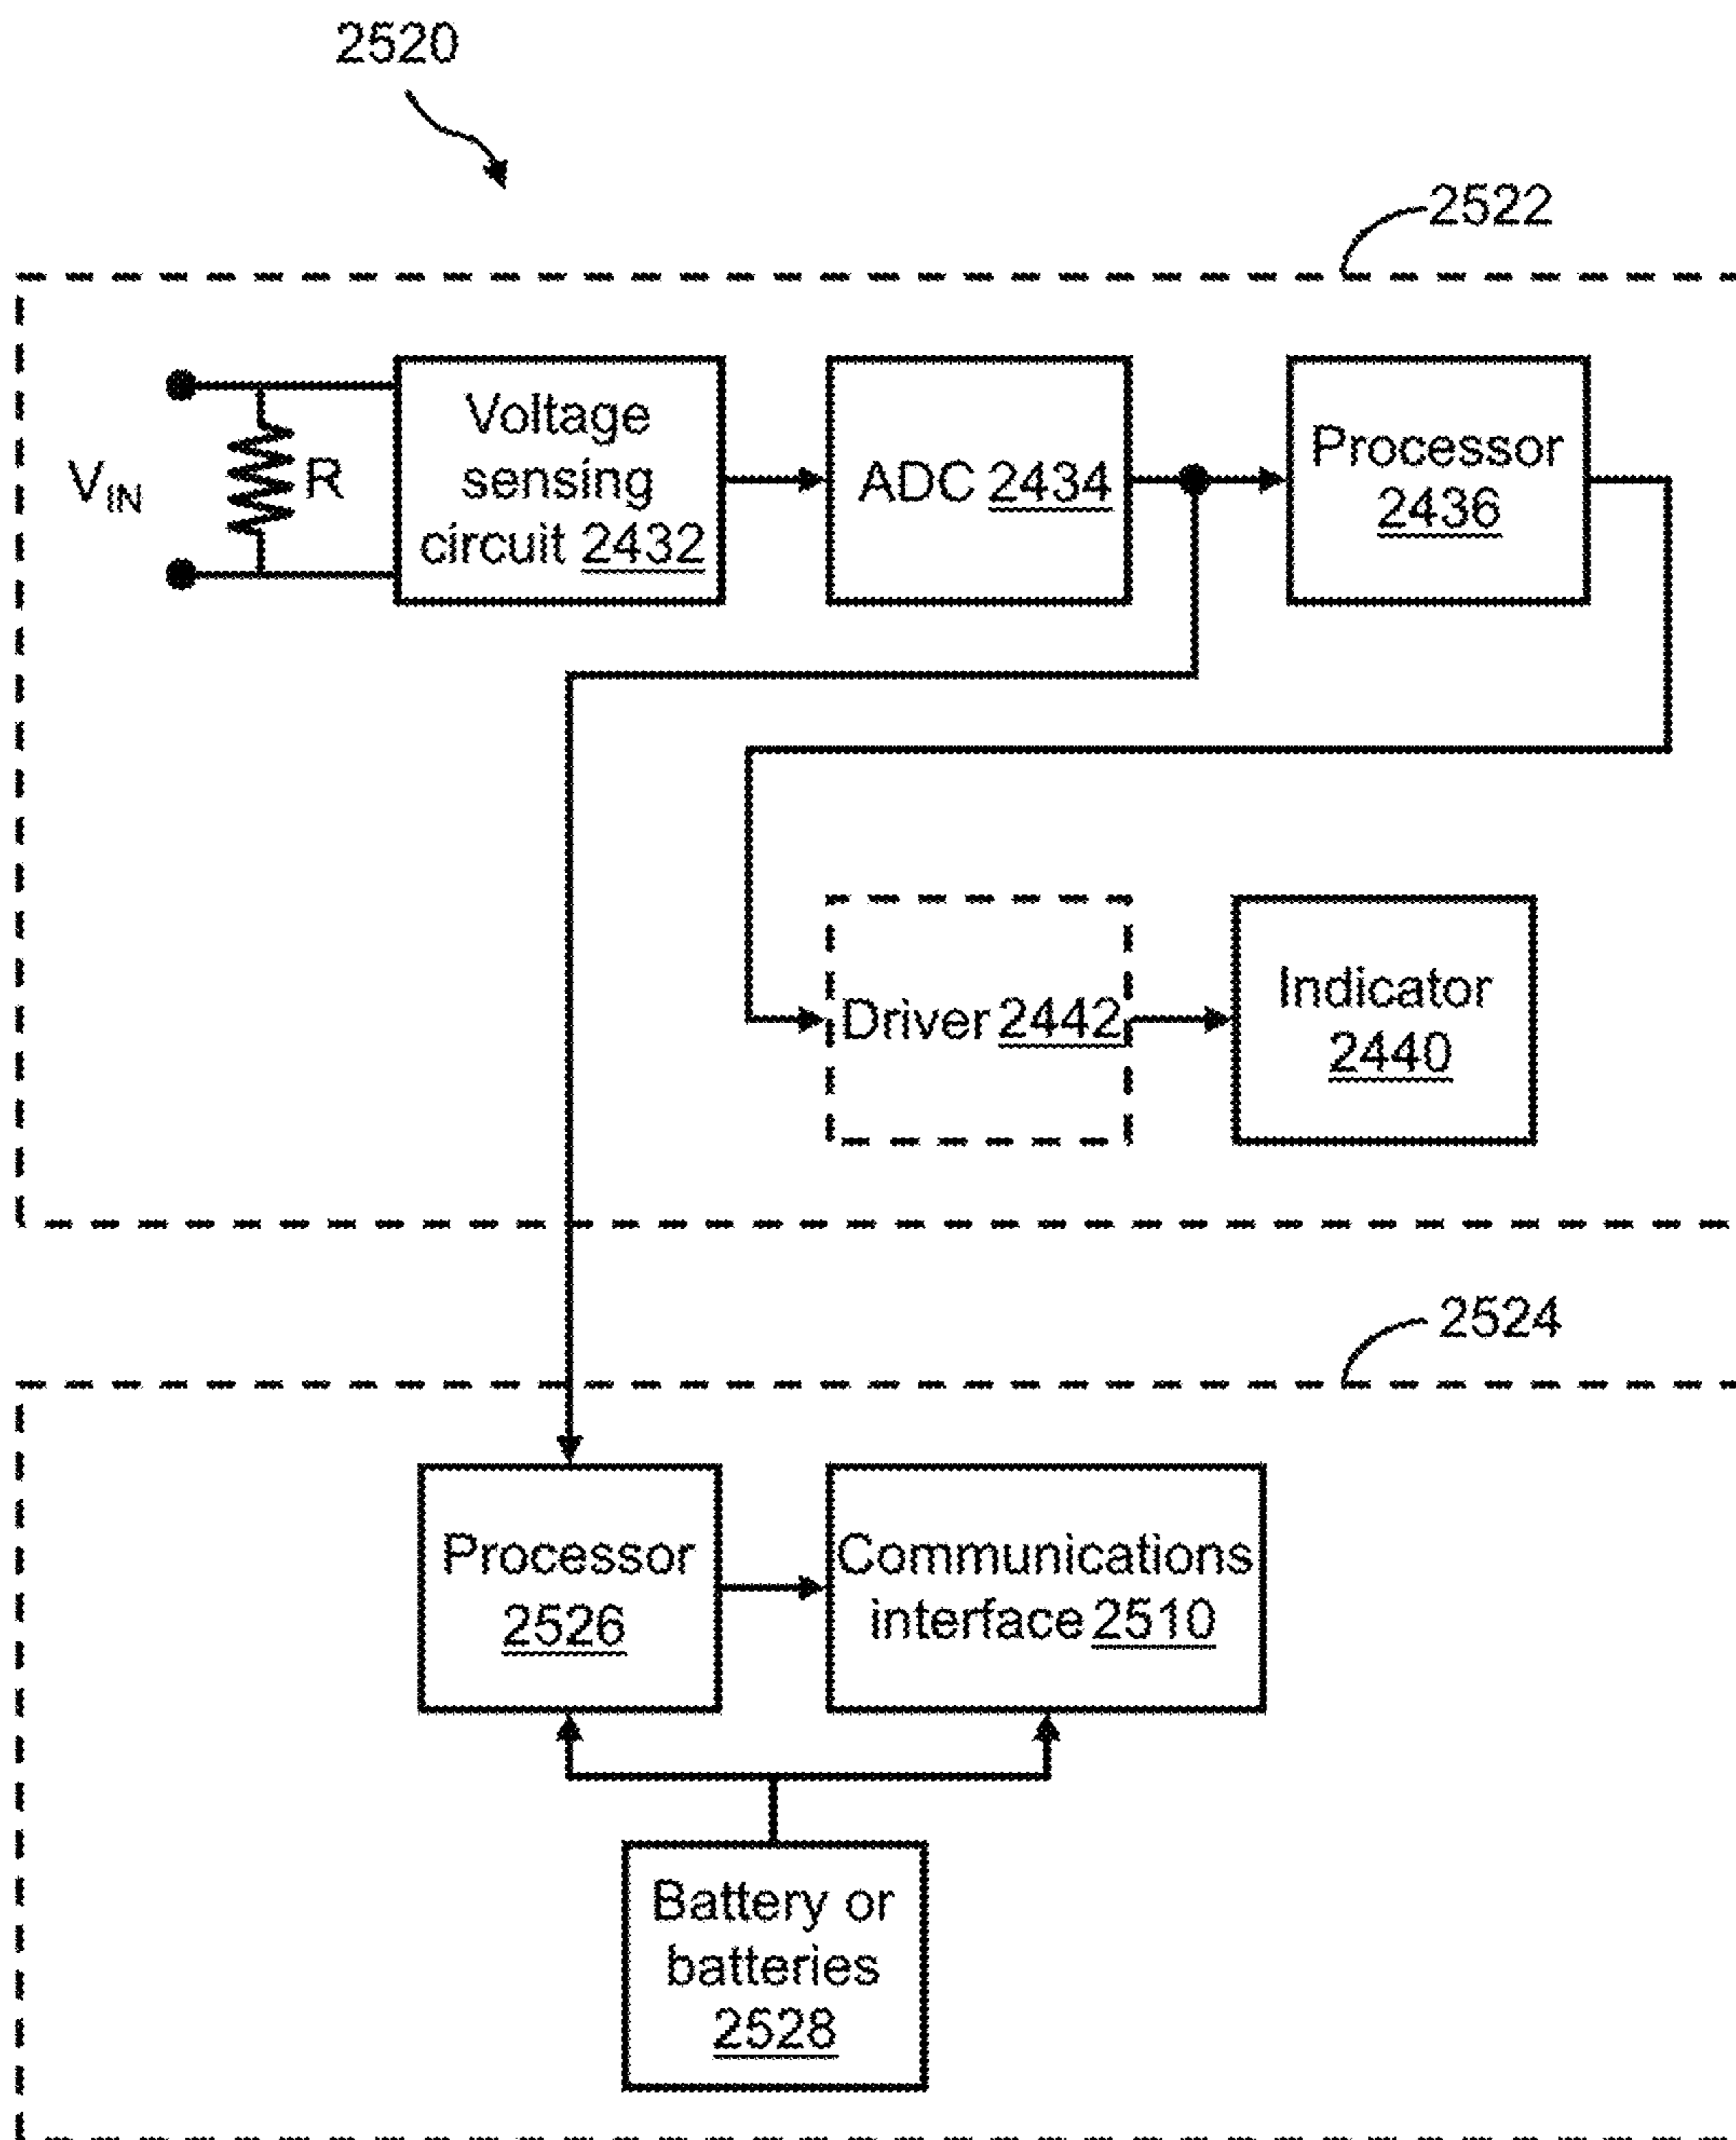 2520
2522
Voltage
sensing
circuit 2432
V_IN
R
ADC 2434
Processor
2436
Driver 2442
Indicator
2440
2524
Processor
2526
Communications
interface 2510
Battery or
batteries
2528